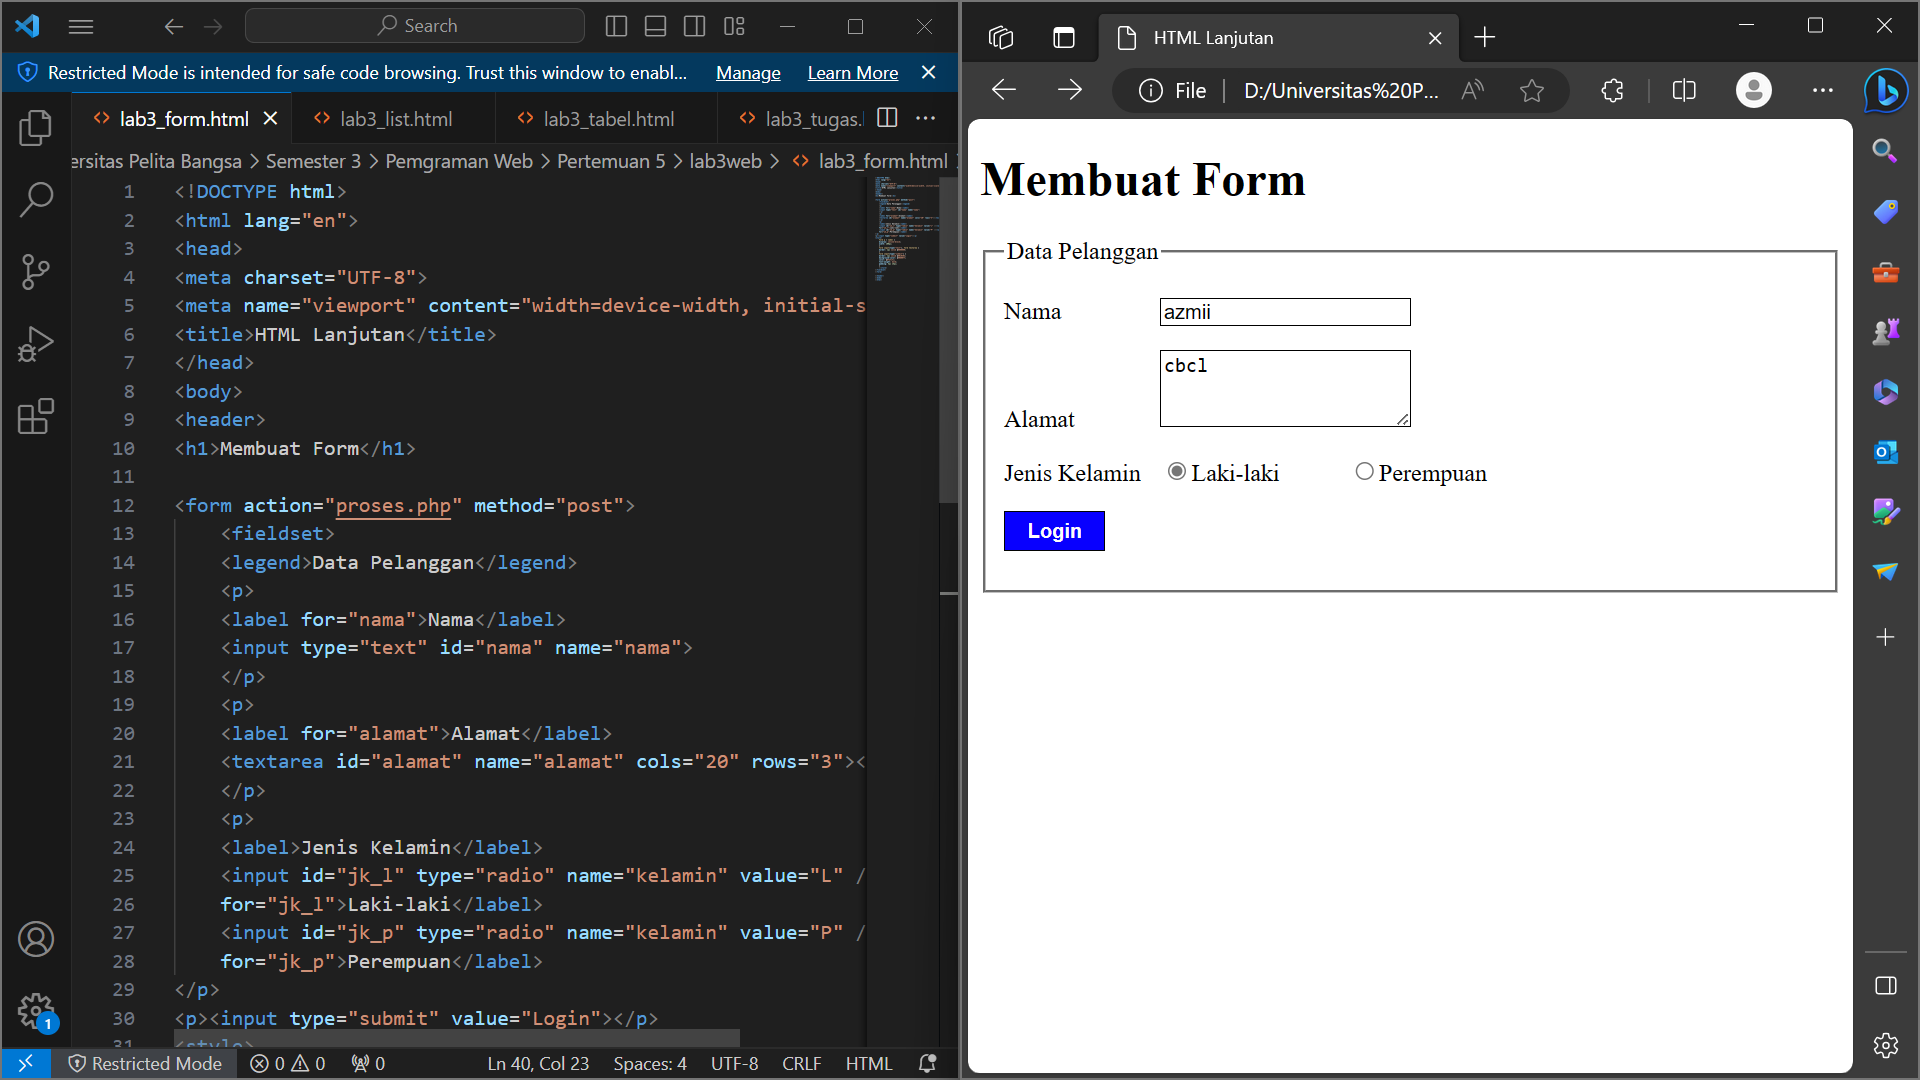 Search
Restricted Mode is intended for safe code browsing. Trust this window to enabl... Manage Learn More
lab3_form.html lab3_list.html lab3_tabel.html lab3_tugas.
ersitas Pelita Bangsa > Semester 3 > Pemgraman Web > Pertemuan 5 > lab3web > lab3_form.html
1 <!DOCTYPE html>
2 <html lang="en">
3 <head>
4 <meta charset="UTF-8">
5 <meta name="viewport" content="width=device-width, initial-s
6 <title>HTML Lanjutan</title>
7 </head>
8 <body>
9 <header>
10 <h1>Membuat Form</h1>
11
12 <form action="proses.php" method="post">
13 <fieldset>
14 <legend>Data Pelanggan</legend>
15 <p>
16 <label for="nama">Nama</label>
17 <input type="text" id="nama" name="nama">
18 </p>
19 <p>
20 <label for="alamat">Alamat</label>
21 <textarea id="alamat" name="alamat" cols="20" rows="3"><
22 </p>
23 <p>
24 <label>Jenis Kelamin</label>
25 <input id="jk_l" type="radio" name="kelamin" value="L" /
26 for="jk_l">Laki-laki</label>
27 <input id="jk_p" type="radio" name="kelamin" value="P" /
28 for="jk_p">Perempuan</label>
29 </p>
30 <p><input type="submit" value="Login"></p>
31 <style>
1
Restricted Mode 0 0 0 Ln 40, Col 23 Spaces: 4 UTF-8 CRLF HTML
HTML Lanjutan
File D:/Universitas%20P...
Membuat Form
Data Pelanggan
Nama azmii
Alamat cbcl
Jenis Kelamin Laki-laki Perempuan
Login